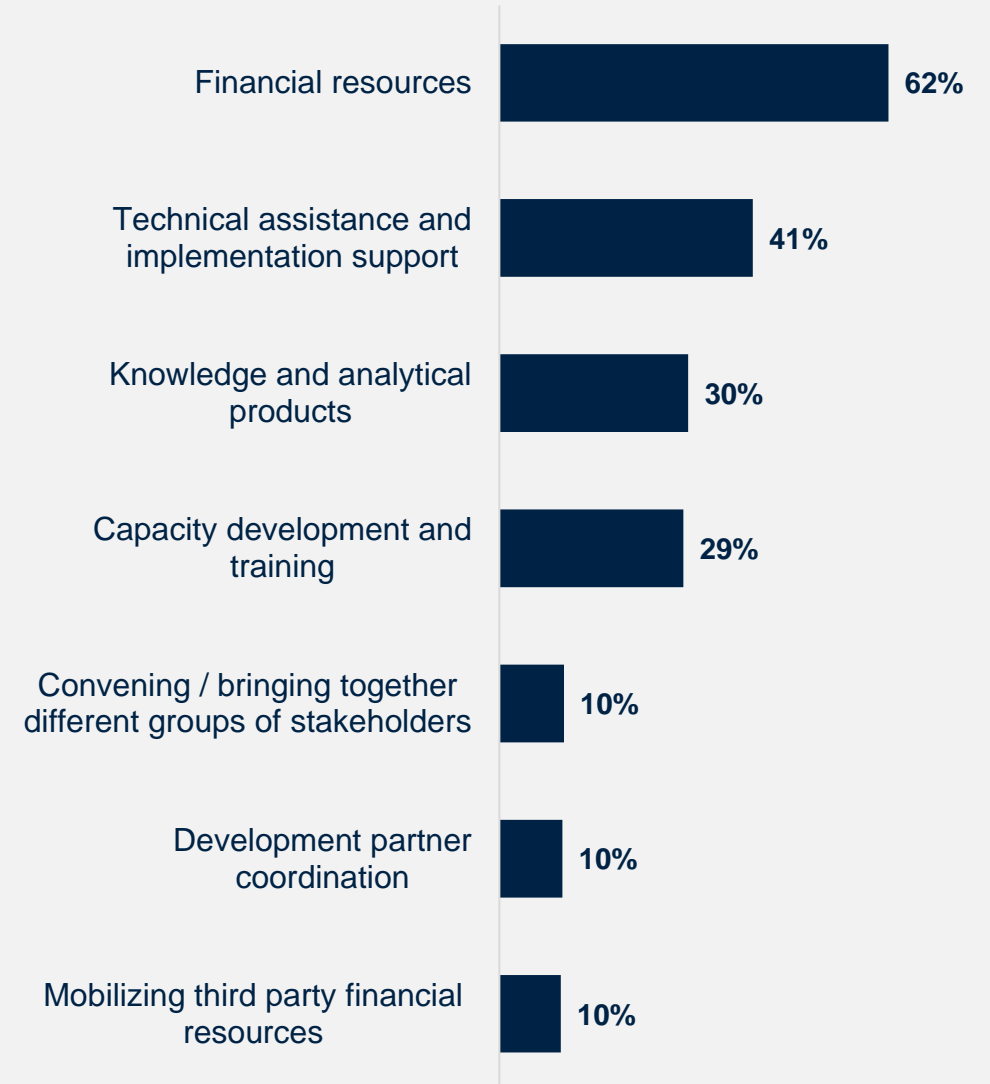 Financial resources
62%
Technical assistance and
implementation support
41%
Knowledge and analytical
products
30%
Capacity development and
training
29%
Convening / bringing together
different groups of stakeholders
10%
Development partner
coordination
10%
Mobilizing third party financial
resources
10%